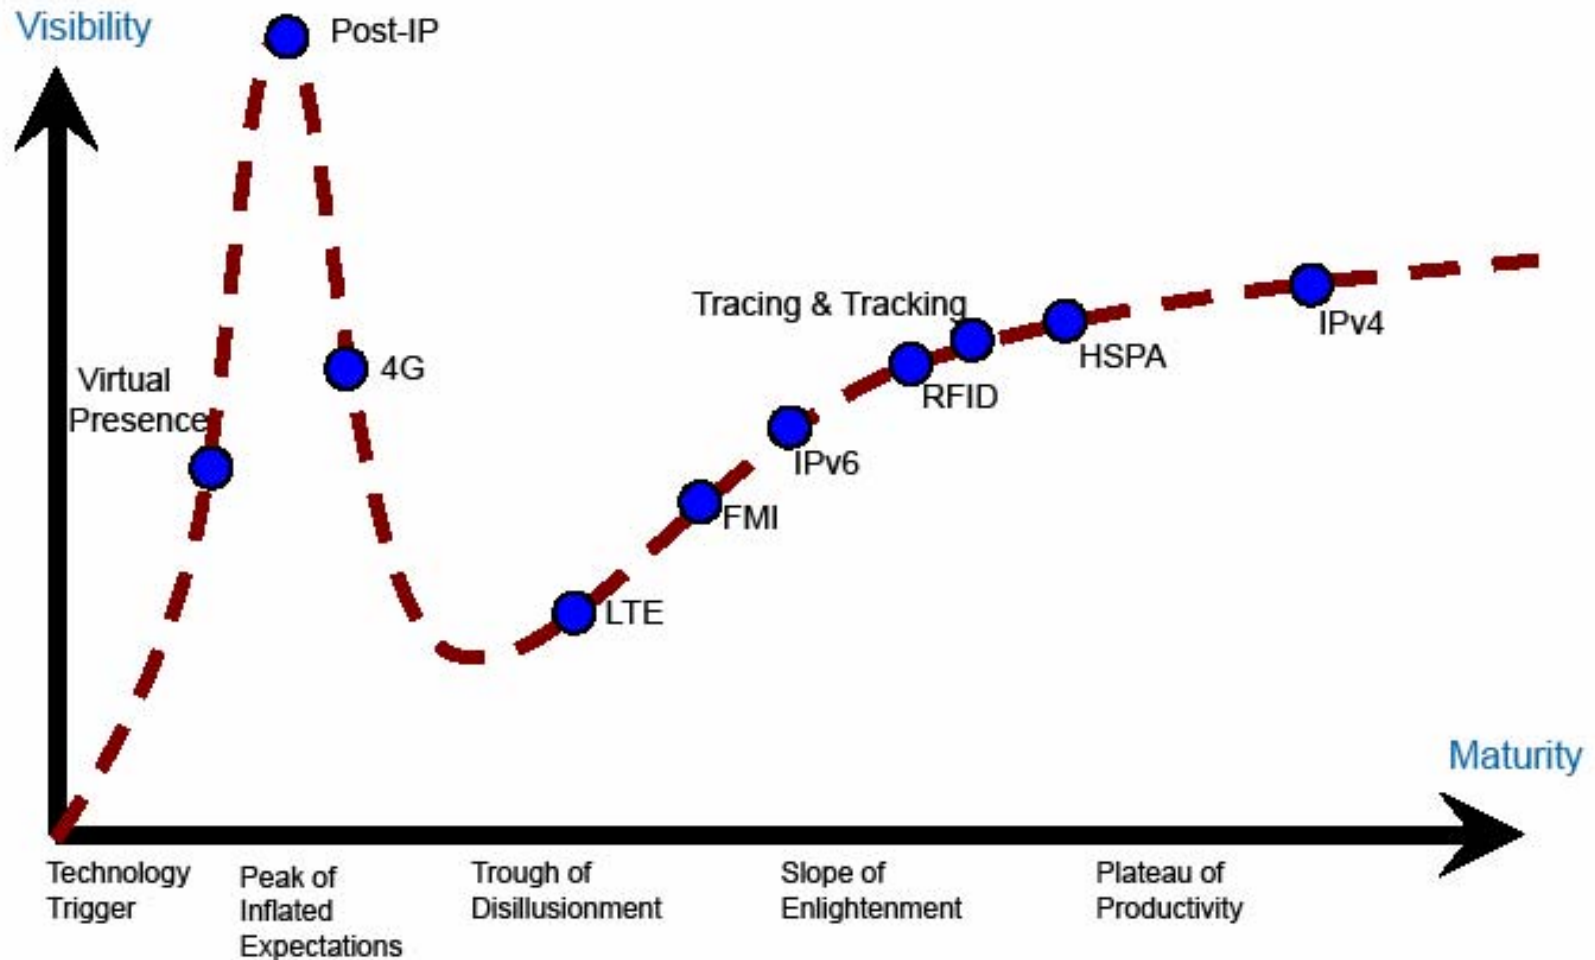 Visibility
Post-IP
Virtual
Presence
4G
Tracing & Tracking
IPv4
HSPA
RFID
IPv6
FMI
LTE
Maturity
Technology
Trigger
Peak of
Inflated
Expectations
Trough of
Disillusionment
Slope of
Enlightenment
Plateau of
Productivity